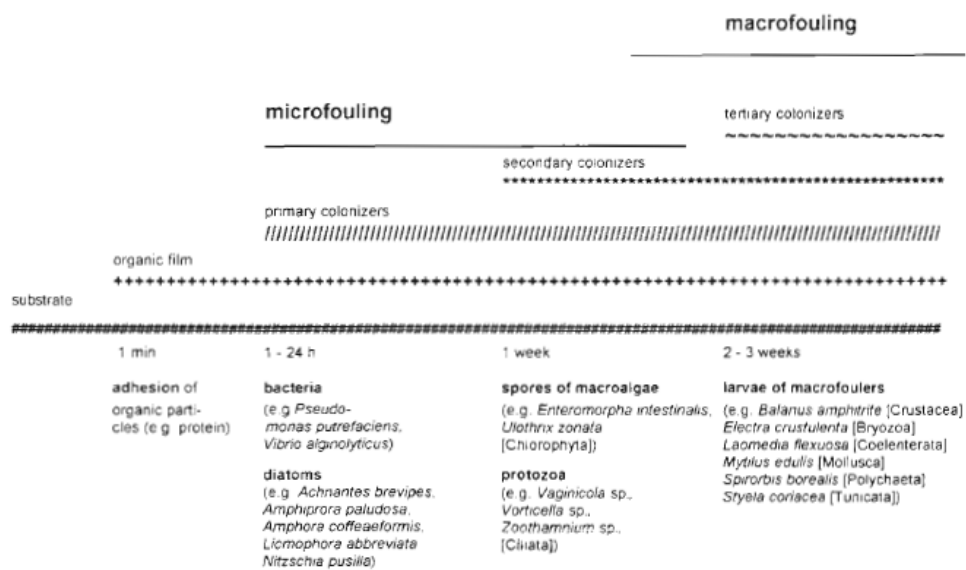 macrofouling
microfouling
tertiary colonizers
secondary colonizers
primary colonizers
organic film
substrate
1 min
adhesion of
organic parti-
cles (e g protein)
1 - 24 h
bacteria
(e.g Pseudo-
monas putrefaciens,
Vibrio alginolyticus)
diatoms
(e.g Achnantes brevipes,
Amphiprora paludosa,
Amphora coffeaeformis,
Licmophora abbreviata
Nitzschia pusilla)
1 week
spores of macroalgae
(e.g. Enteromorpha intestinalis,
Ulothrix zonata
[Chlorophyta])
protozoa
(e.g. Vaginicola sp.,
Vorticella sp.,
Zoothamnium sp.,
[Ciliata])
2 - 3 weeks
larvae of macrofoulers
(e.g. Balanus amphitrite [Crustacea]
Electra crustulenta [Bryozoa]
Laomedia flexuosa [Coelenterata]
Mytilus edulis [Mollusca]
Spirorbis borealis [Polychaeta]
Styela coriacea [Tunicata])